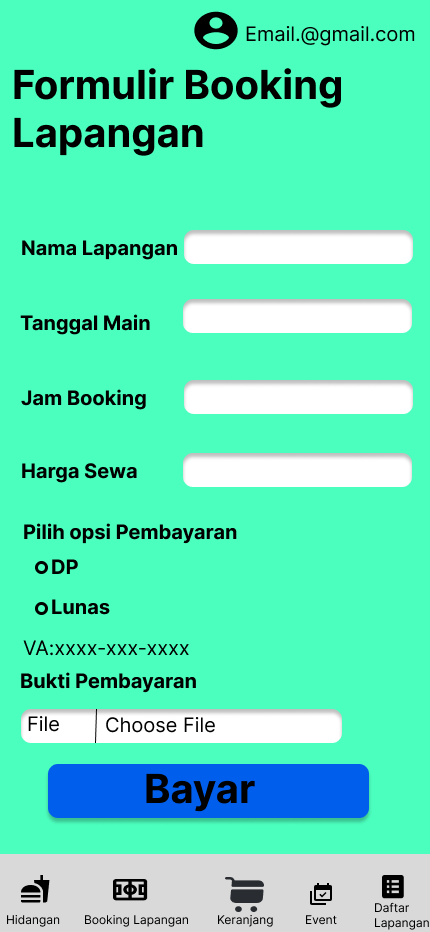 Email.@gmail.com
Formulir Booking
Lapangan
Nama Lapangan
Tanggal Main
Jam Booking
Harga Sewa
Pilih opsi Pembayaran
DP
Lunas
VA:xxxx-xxx-xxxx
Bukti Pembayaran
File Choose File
Bayar
Hidangan
Booking Lapangan
Keranjang
Event
Daftar
Lapangan